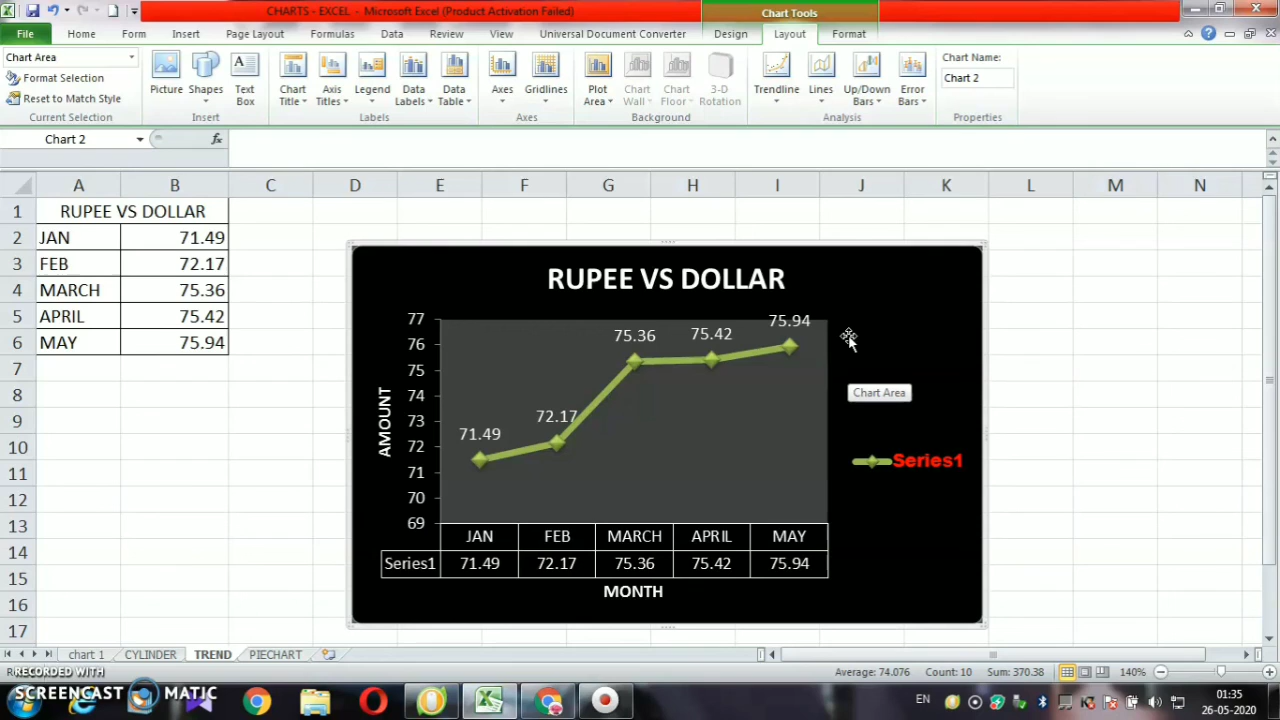 CHARTS - EXCEL - Microsoft Excel (Product Activation Failed)
Chart Tools
File Home Form Insert Page Layout Formulas Data Review View Universal Document Converter Design Layout Format
Chart Area
Format Selection
Reset to Match Style
Current Selection
Picture Shapes Text Box
Insert
Chart Title Axis Titles Legend Data Labels Data Table
Labels
Axes Gridlines
Axes
Plot Area Chart Wall Chart Floor 3-D Rotation
Background
Trendline Lines Up/Down Bars Error Bars
Analysis
Chart Name:
Chart 2
Properties
Chart 2 fx
A B C D E F G H I J K L M N
1 RUPEE VS DOLLAR
2 JAN 71.49
3 FEB 72.17
4 MARCH 75.36
5 APRIL 75.42
6 MAY 75.94
7
8
9
10
11
12
13
14
15
16
17
RUPEE VS DOLLAR
77
76
75
74
73
72
71
70
69
AMOUNT
71.49 72.17 75.36 75.42 75.94
Chart Area
Series1
JAN FEB MARCH APRIL MAY
Series1 71.49 72.17 75.36 75.42 75.94
MONTH
chart 1 CYLINDER TREND PIECHART
Average: 74.076 Count: 10 Sum: 370.38 140%
RECORDED WITH
SCREENCAST MATIC
EN
01:35
26-05-2020